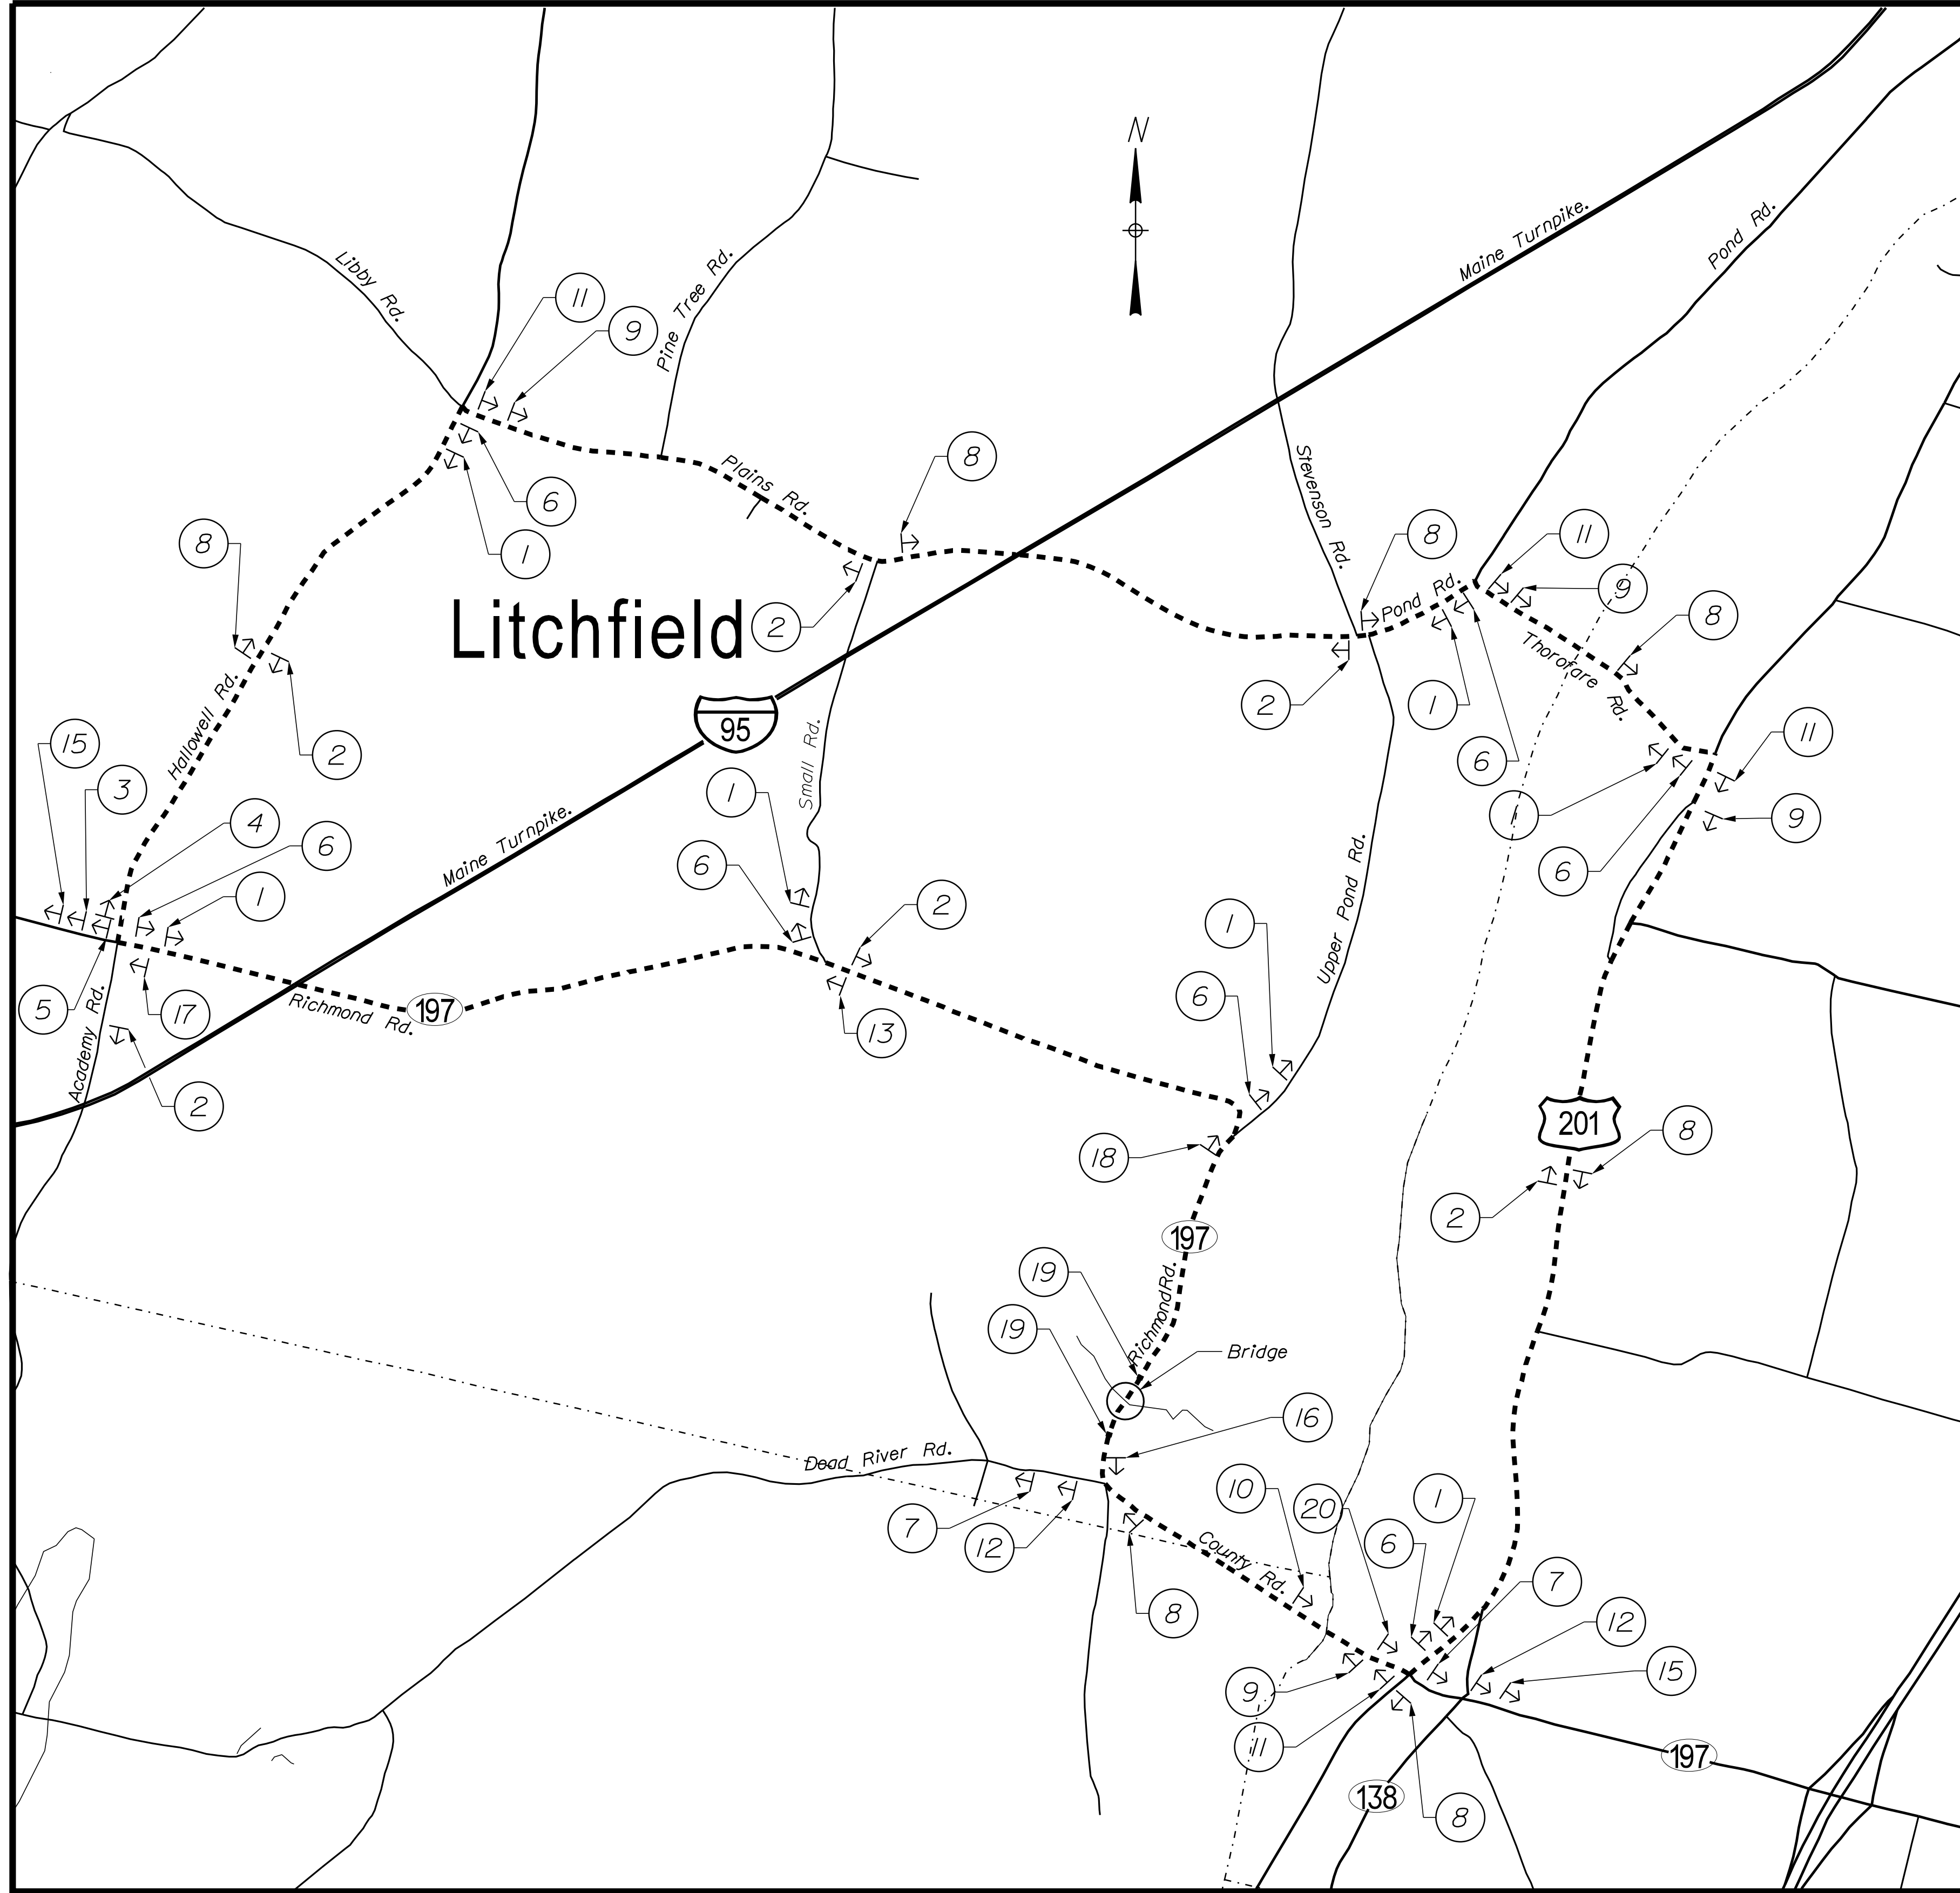 N
Maine Turnpike.
Pond Rd.
Libby Rd.
Pine Tree Rd.
11
9
Plains Rd.
8
Stevenson Rd.
6
1
8
8
11
Pond Rd.
9
Litchfield
2
8
Thorofare Rd.
2
1
Hallowell Rd.
95
Small Rd.
15
2
6
11
3
1
1
9
4
Maine Turnpike.
6
6
6
1
2
1
Upper Pond Rd.
5
17
Richmond Rd.
197
13
6
Academy Rd.
2
201
8
18
2
197
19
Richmond Rd.
19
Bridge
16
Dead River Rd.
10
20
1
7
12
County Rd.
6
7
8
12
9
15
11
197
138
8